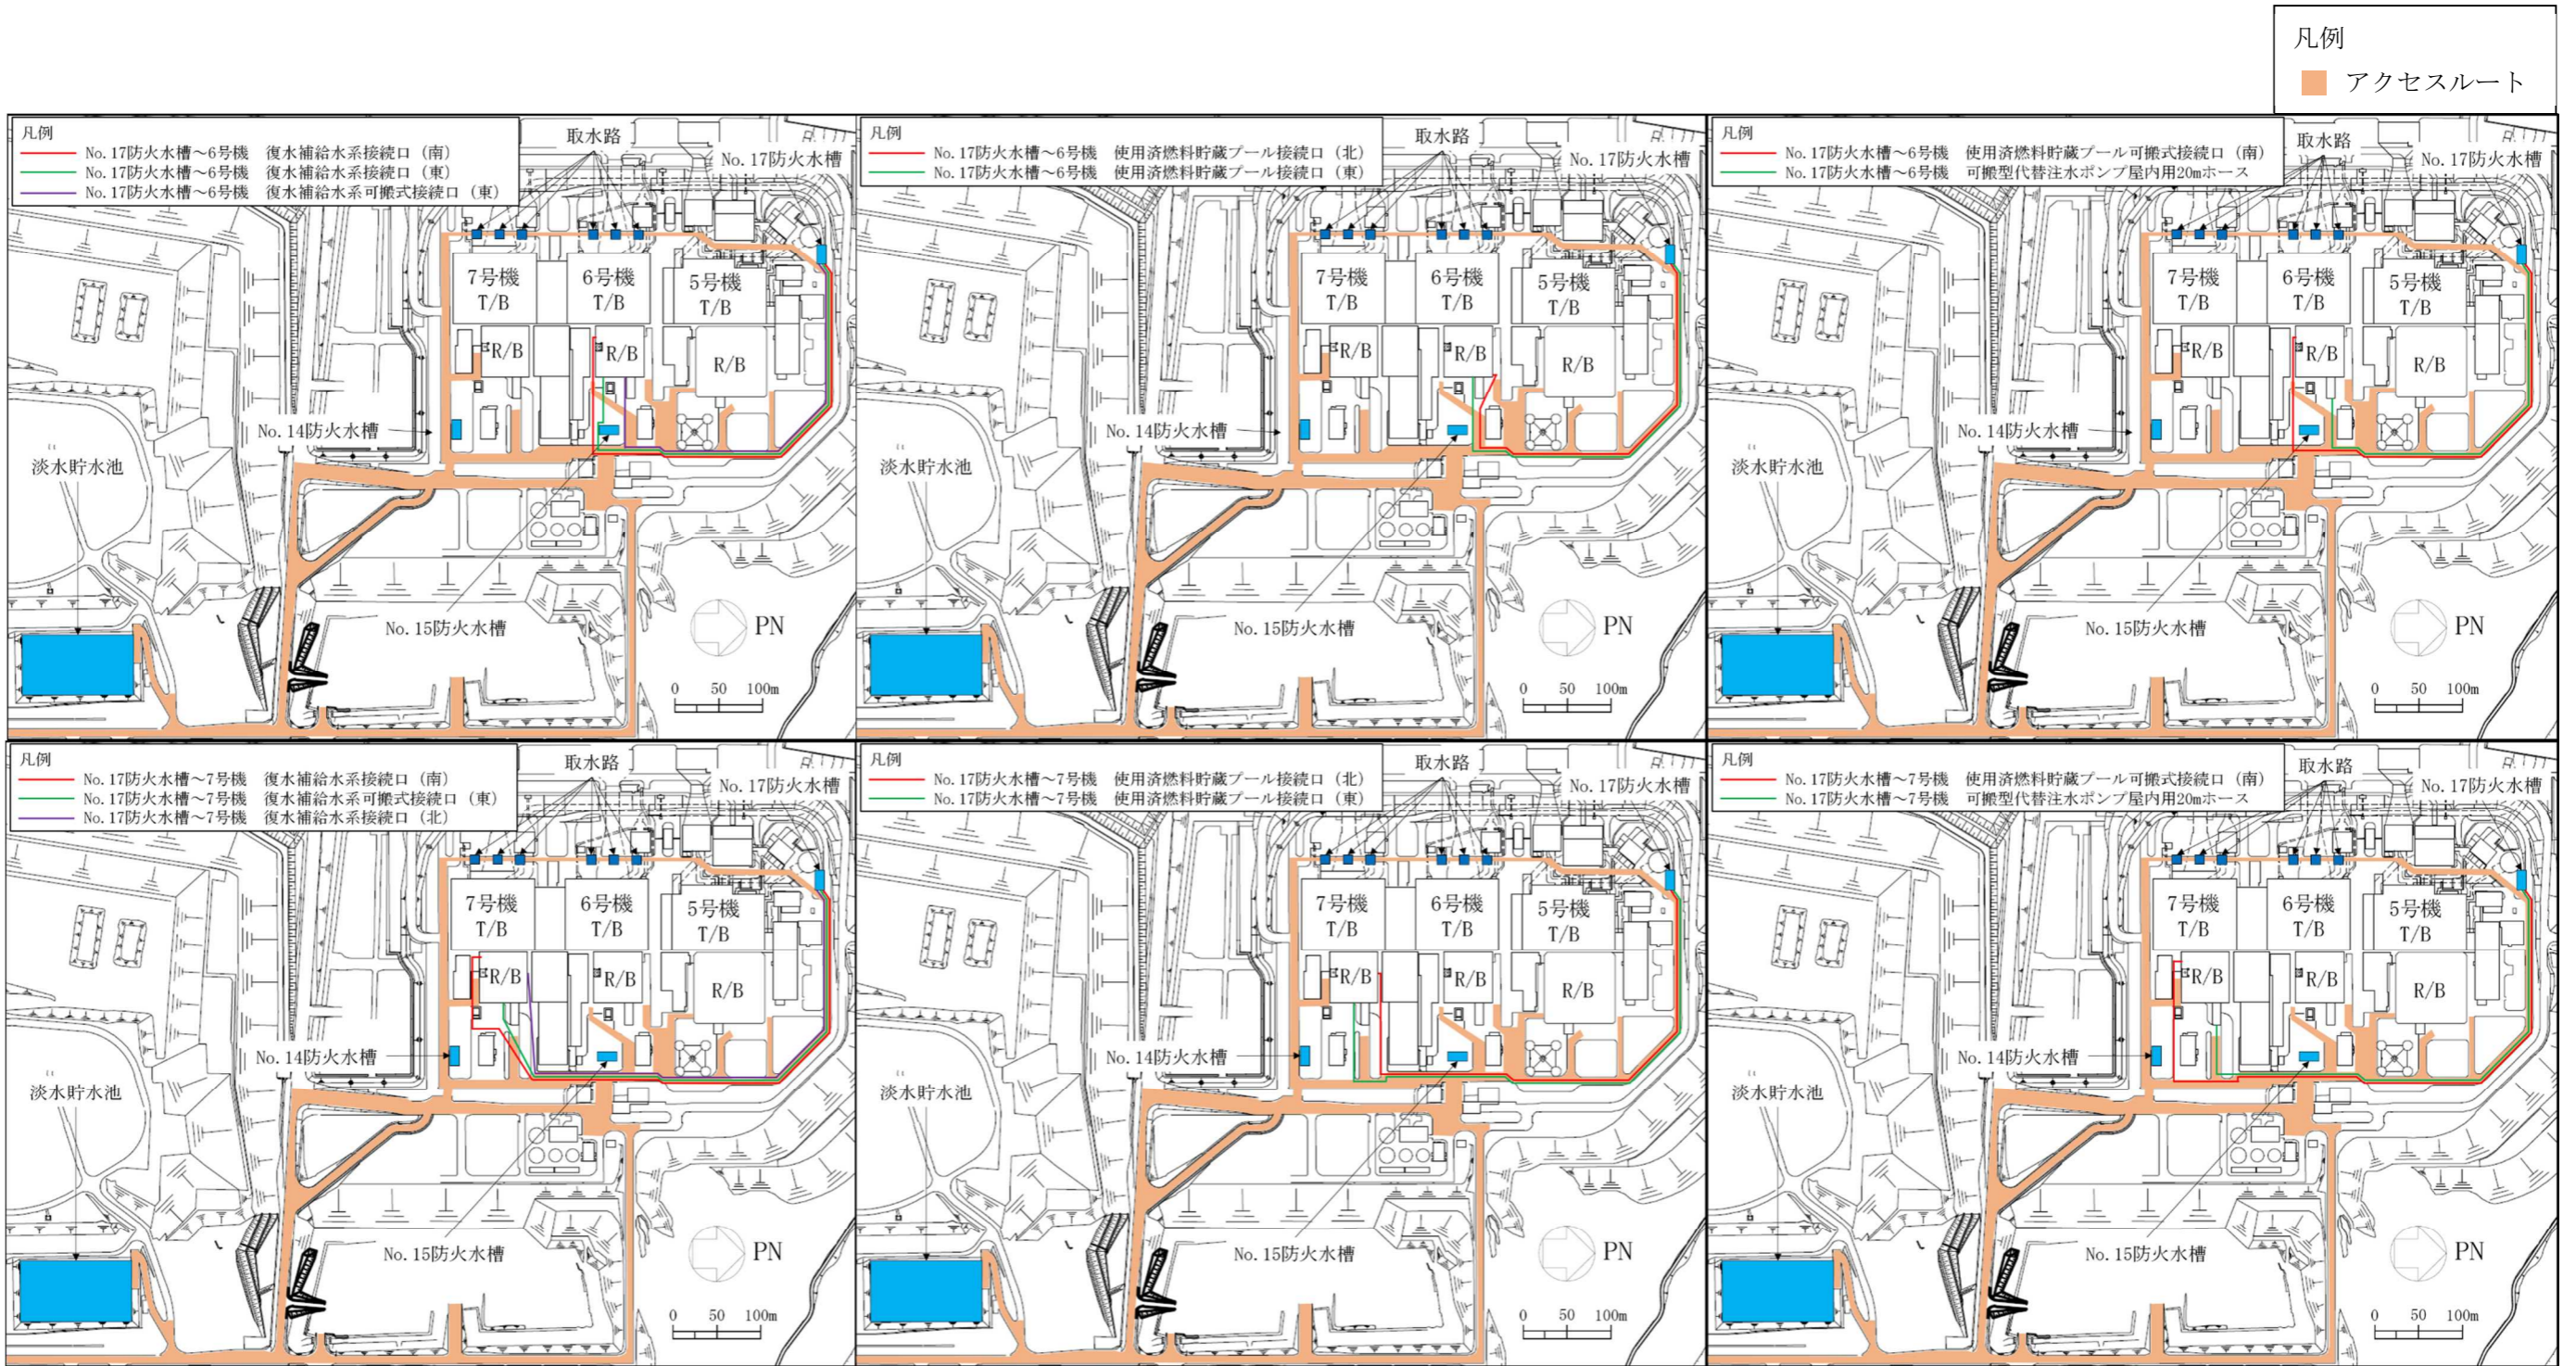 凡例
アクセスルート
凡例
No.17防火水槽～6号機 復水補給水系接続口（南）
No.17防火水槽～6号機 復水補給水系接続口（東）
No.17防火水槽～6号機 復水補給水系可搬式接続口（東）
取水路
No.17防火水槽
7号機
T/B
6号機
T/B
5号機
T/B
R/B
R/B
R/B
No.14防火水槽
淡水貯水池
No.15防火水槽
PN
0 50 100m
凡例
No.17防火水槽～6号機 使用済燃料貯蔵プール接続口（北）
No.17防火水槽～6号機 使用済燃料貯蔵プール接続口（東）
取水路
No.17防火水槽
7号機
T/B
6号機
T/B
5号機
T/B
R/B
R/B
R/B
No.14防火水槽
淡水貯水池
No.15防火水槽
PN
0 50 100m
凡例
No.17防火水槽～6号機 使用済燃料貯蔵プール可搬式接続口（南）
No.17防火水槽～6号機 可搬型代替注水ポンプ屋内用20mホース
取水路
No.17防火水槽
7号機
T/B
6号機
T/B
5号機
T/B
R/B
R/B
R/B
No.14防火水槽
淡水貯水池
No.15防火水槽
PN
0 50 100m
凡例
No.17防火水槽～7号機 復水補給水系接続口（南）
No.17防火水槽～7号機 復水補給水系可搬式接続口（東）
No.17防火水槽～7号機 復水補給水系接続口（北）
取水路
No.17防火水槽
7号機
T/B
6号機
T/B
5号機
T/B
R/B
R/B
R/B
No.14防火水槽
淡水貯水池
No.15防火水槽
PN
0 50 100m
凡例
No.17防火水槽～7号機 使用済燃料貯蔵プール接続口（北）
No.17防火水槽～7号機 使用済燃料貯蔵プール接続口（東）
取水路
No.17防火水槽
7号機
T/B
6号機
T/B
5号機
T/B
R/B
R/B
R/B
No.14防火水槽
淡水貯水池
No.15防火水槽
PN
0 50 100m
凡例
No.17防火水槽～7号機 使用済燃料貯蔵プール可搬式接続口（南）
No.17防火水槽～7号機 可搬型代替注水ポンプ屋内用20mホース
取水路
No.17防火水槽
7号機
T/B
6号機
T/B
5号機
T/B
R/B
R/B
R/B
No.14防火水槽
淡水貯水池
No.15防火水槽
PN
0 50 100m